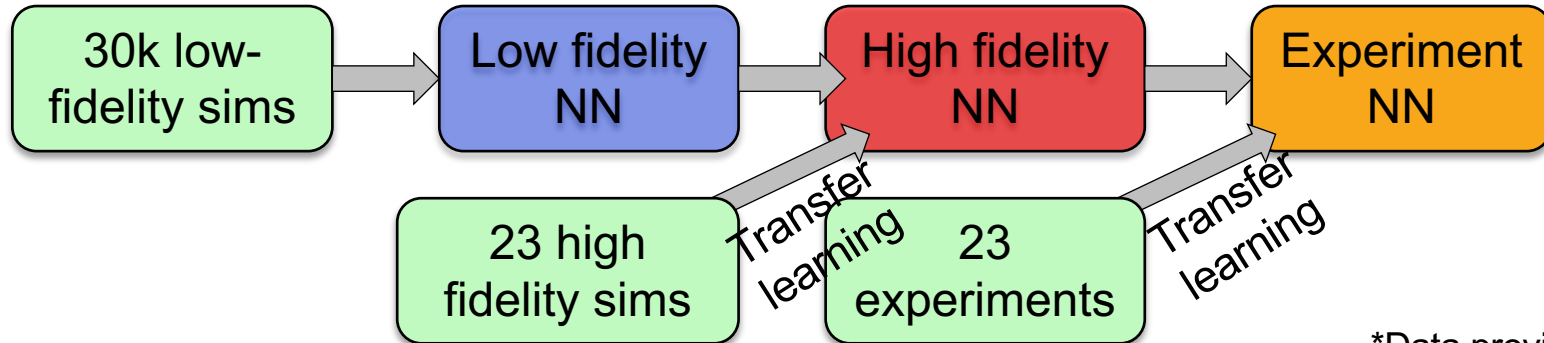 30k low-
fidelity sims
Low fidelity
NN
High fidelity
NN
Experiment
NN
23 high
fidelity sims
Transfer
learning
23
experiments
Transfer
learning
*Data